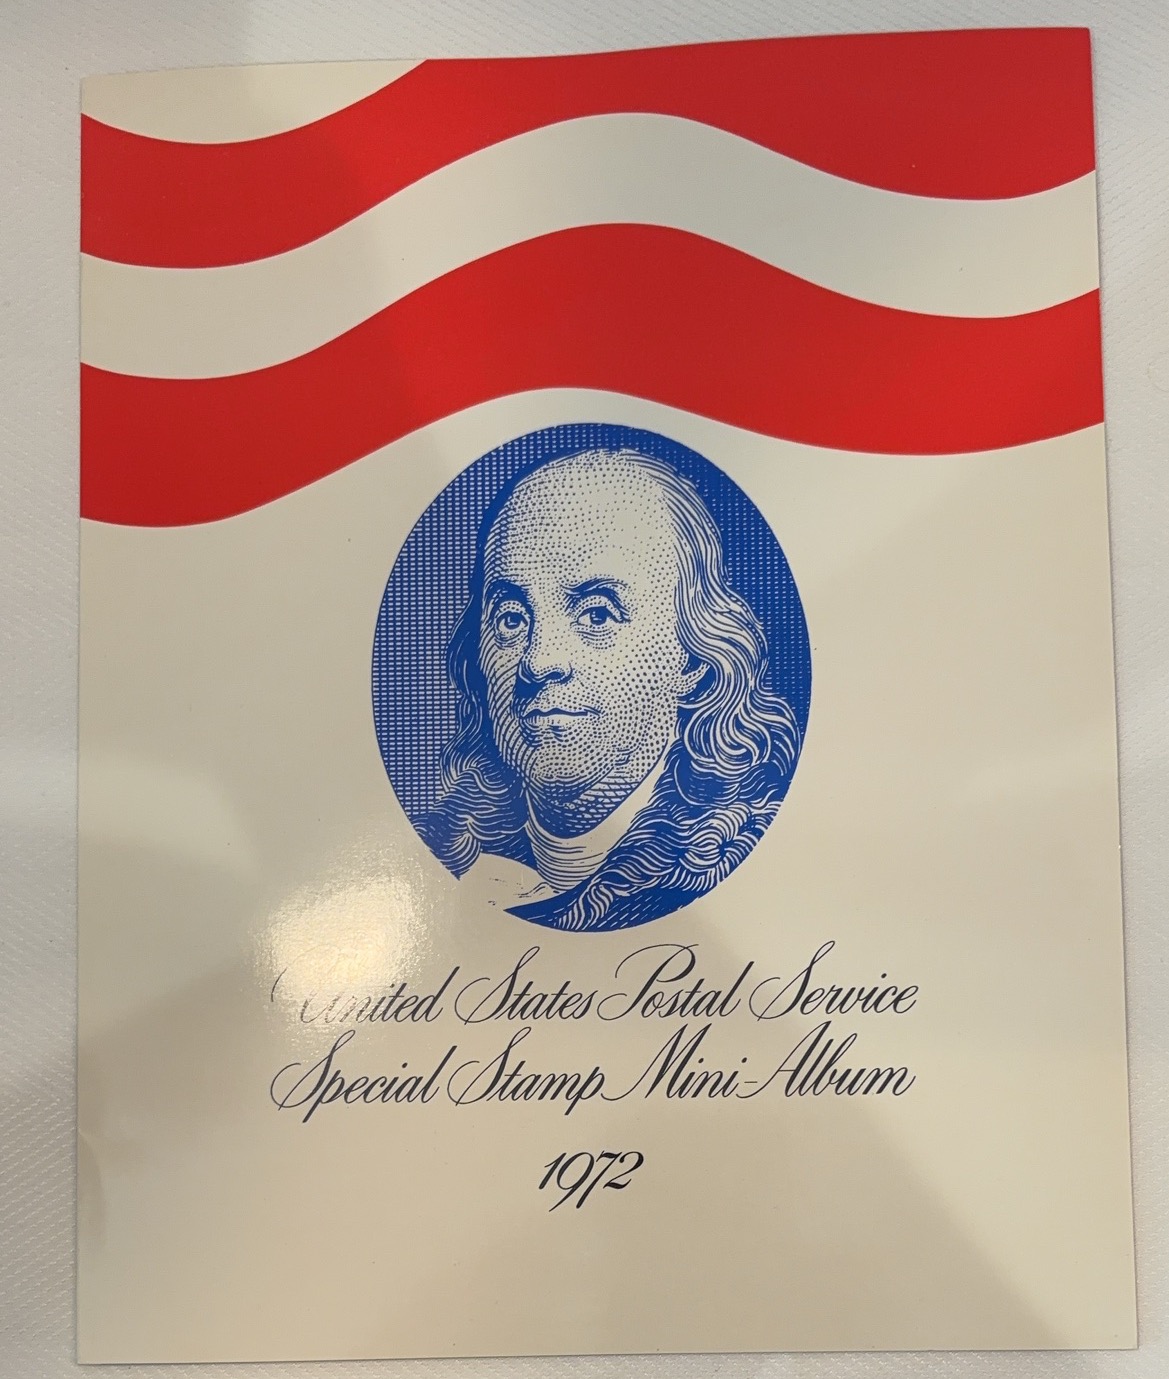 United States Postal Service
Special Stamp Mini-Album
1972